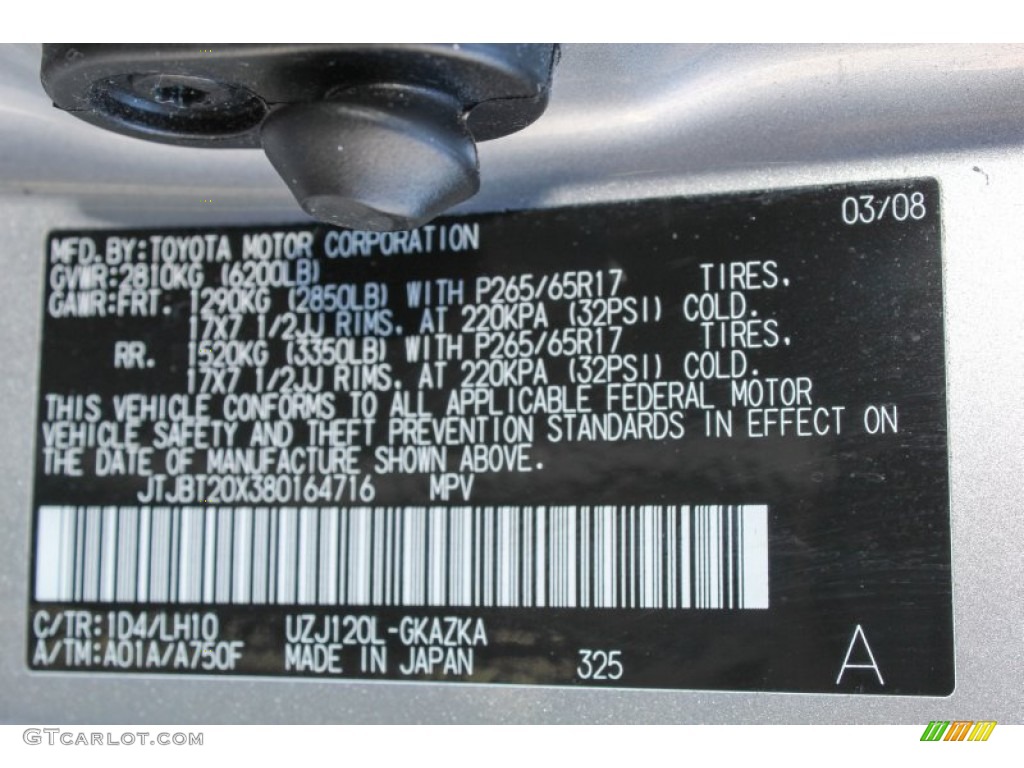 03/08
MFD. BY: TOYOTA MOTOR CORPORATION
GVWR: 2810KG (6200LB)
GAWR: FRT. 1290KG (2850LB) WITH P265/65R17 TIRES.
17X7 1/2JJ RIMS. AT 220KPA (32PSI) COLD.
RR. 1520KG (3350LB) WITH P265/65R17 TIRES.
17X7 1/2JJ RIMS. AT 220KPA (32PSI) COLD.
THIS VEHICLE CONFORMS TO ALL APPLICABLE FEDERAL MOTOR
VEHICLE SAFETY AND THEFT PREVENTION STANDARDS IN EFFECT ON
THE DATE OF MANUFACTURE SHOWN ABOVE.
JTJBT20X380164716 MPV
C/TR: 1D4/LH10 UZJ120L-GKAZKA
A/TM: A01A/A750F MADE IN JAPAN 325 A
GTCarLot.com